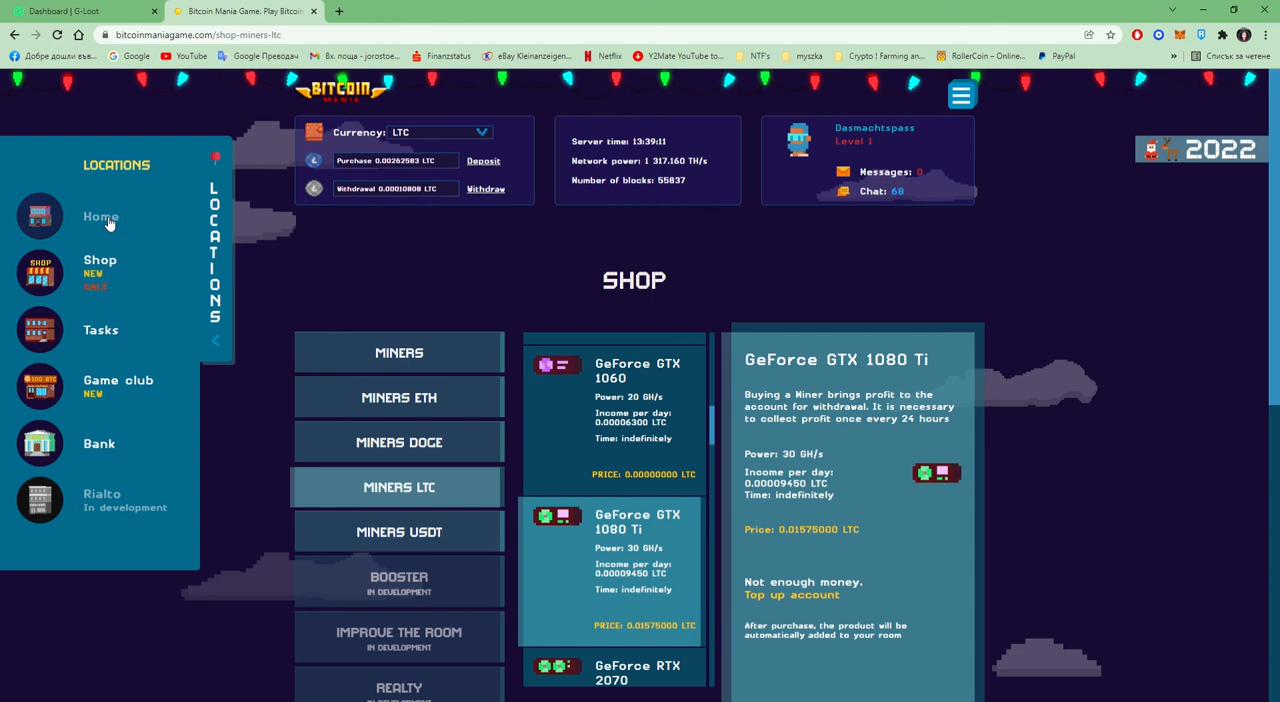 Dashboard | G-Loot
Bitcoin Mania Game. Play Bitcoin
bitcoinmaniagame.com/shop-miners-ltc
Добре дошли във...
Google
YouTube
Google Преводач
Вх. поща - jorostoe...
Finanzstatus
eBay Kleinanzeigen...
Netflix
Y2Mate YouTube to...
NTF's
myszka
Crypto ! Farming an...
RollerCoin – Online...
PayPal
»
Списък за четене
BITCOIN
MANIA
Currency:
LTC
Purchase 0.00262583 LTC
Deposit
Withdrawal 0.00010808 LTC
Withdraw
Server time: 13:39:11
Network power: 1 317.160 TH/s
Number of blocks: 55837
Dasmachtspass
Level 1
Messages: 0
Chat: 68
2022
LOCATIONS
LOCATIONS
Home
SHOP
Shop
NEW
SALE
Tasks
100 BTC
Game club
NEW
Bank
Rialto
In development
SHOP
MINERS
MINERS ETH
MINERS DOGE
MINERS LTC
MINERS USDT
BOOSTER
IN DEVELOPMENT
IMPROVE THE ROOM
IN DEVELOPMENT
REALTY
IN DEVELOPMENT
GeForce GTX
1060
Power: 20 GH/s
Income per day:
0.00006300 LTC
Time: indefinitely
PRICE: 0.00000000 LTC
GeForce GTX
1080 Ti
Power: 30 GH/s
Income per day:
0.00009450 LTC
Time: indefinitely
PRICE: 0.01575000 LTC
GeForce RTX
2070
GeForce GTX 1080 Ti
Buying a Miner brings profit to the
account for withdrawal. It is necessary
to collect profit once every 24 hours
Power: 30 GH/s
Income per day:
0.00009450 LTC
Time: indefinitely
Price: 0.01575000 LTC
Not enough money.
Top up account
After purchase, the product will be
automatically added to your room